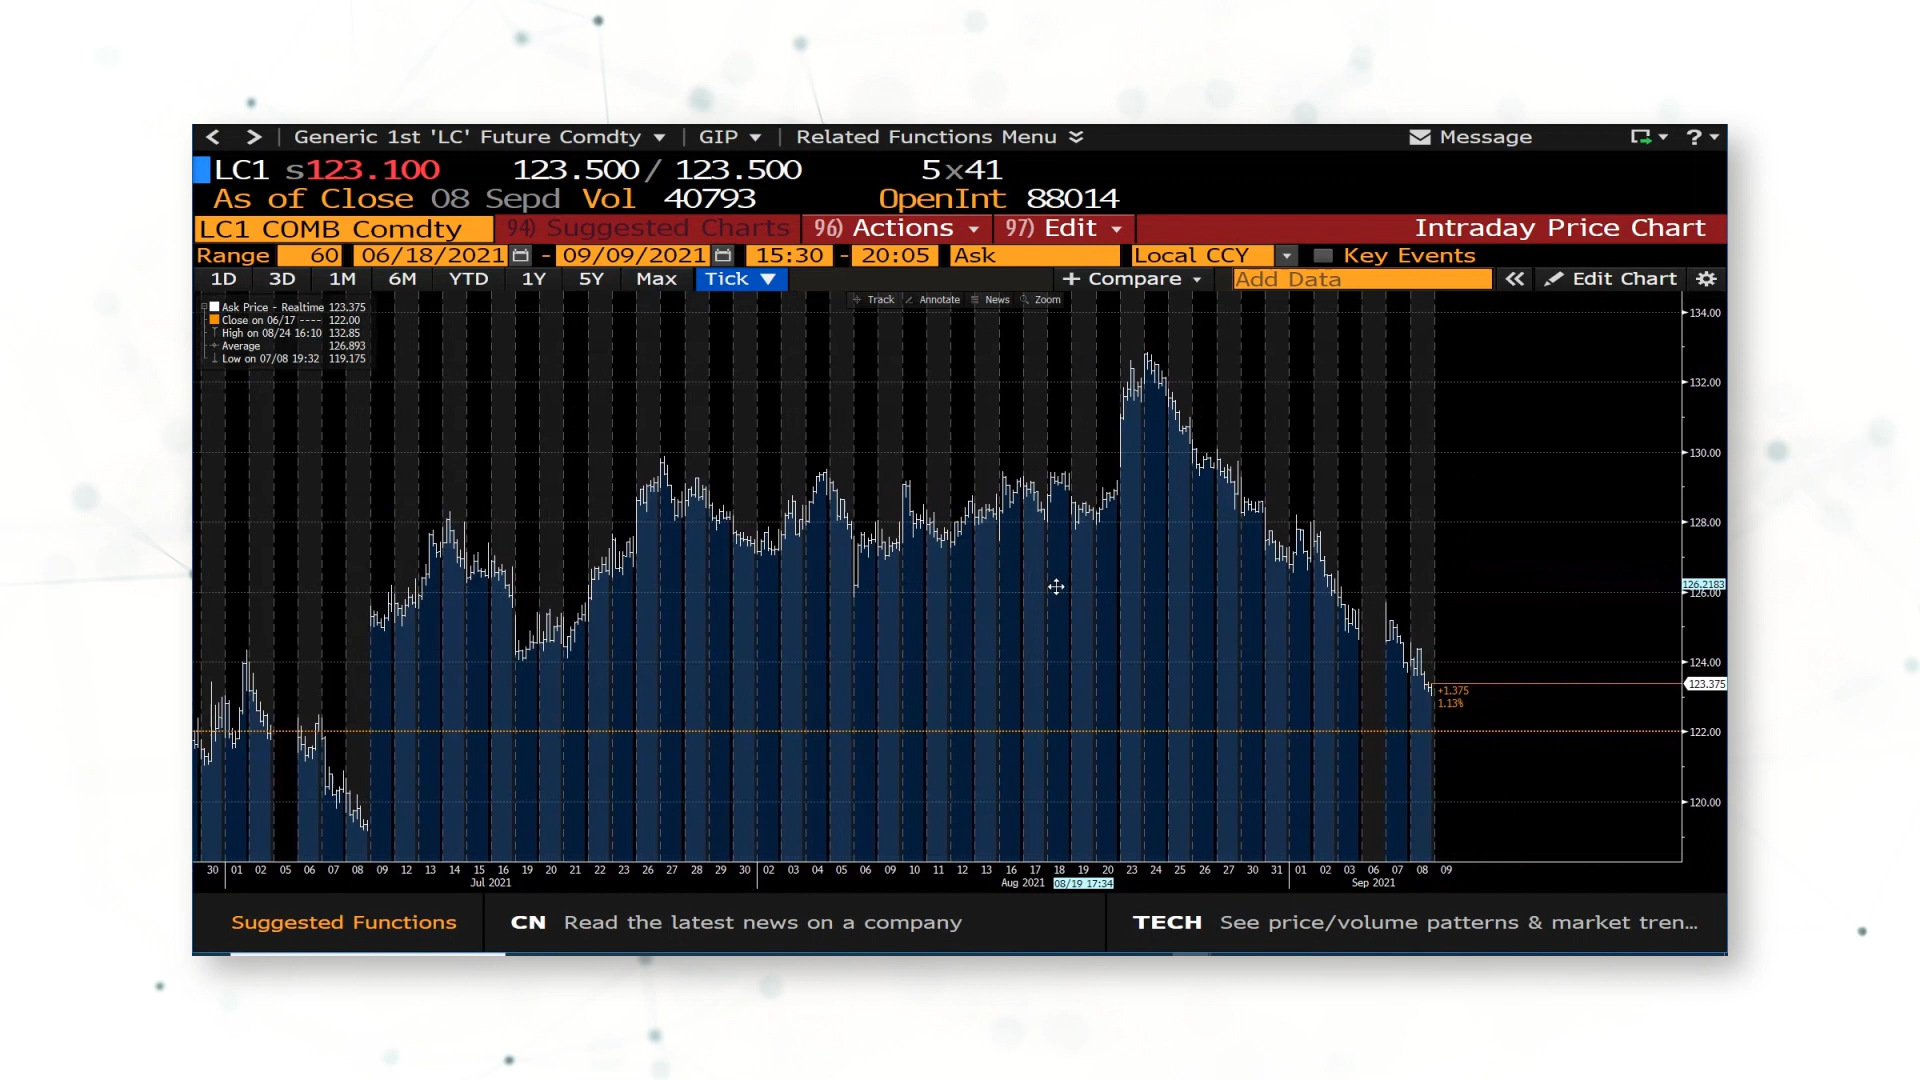 Generic 1st 'LC' Future Comdty GIP Related Functions Menu Message ?
LC1 s123.100 123.500 / 123.500 5x41
As of Close 08 Sepd Vol 40793 OpenInt 88014
LC1 COMB Comdty 94) Suggested Charts 96) Actions 97) Edit Intraday Price Chart
Range 60 06/18/2021 - 09/09/2021 15:30 - 20:05 Ask Local CCY Key Events
1D 3D 1M 6M YTD 1Y 5Y Max Tick Compare Add Data Edit Chart
Track Annotate News Zoom
Ask Price - Realtime 123.375
Close on 06/17 ---- 122.00
High on 08/24 16:10 132.85
Average 126.893
Low on 07/08 19:32 119.175
134.00
132.00
130.00
128.00
126.2183
126.00
124.00
123.375
+1.375
1.13%
122.00
120.00
30 01 02 05 06 07 08 09 12 13 14 15 16 19 20 21 22 23 26 27 28 29 30 02 03 04 05 06 09 10 11 12 13 16 17 18 19 20 23 24 25 26 27 30 31 01 02 03 06 07 08 09
Jul 2021 Aug 2021 08/19 17:34 Sep 2021
Suggested Functions CN Read the latest news on a company TECH See price/volume patterns & market tren...